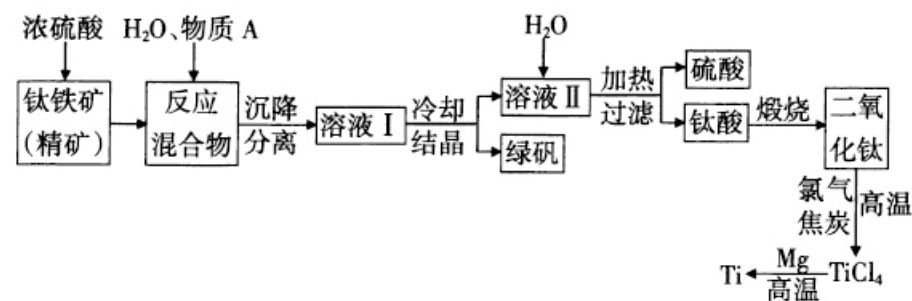 浓硫酸 H₂O、物质 A
H₂O
钛铁矿
(精矿)
反应
混合物
沉降
分离
溶液Ⅰ
冷却
结晶
溶液Ⅱ
绿矾
加热
过滤
硫酸
钛酸
煅烧
二氧
化钛
氯气
焦炭
高温
TiCl₄
Mg
高温
Ti